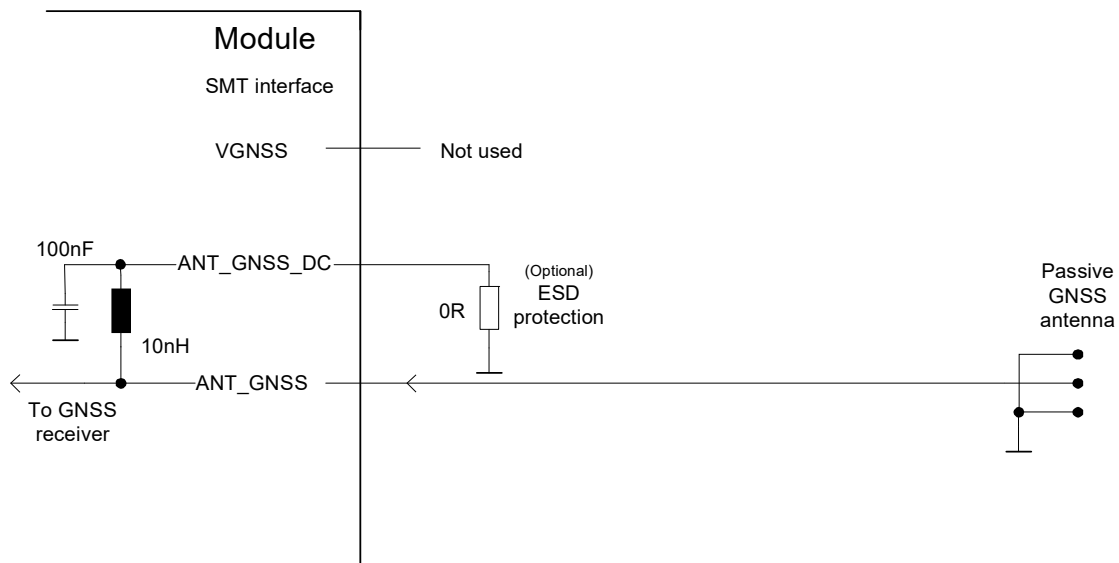 Module
SMT interface
VGNSS
Not used
100nF
ANT_GNSS_DC
(Optional)
ESD
protection
0R
Passive
GNSS
antenna
10nH
ANT_GNSS
To GNSS
receiver